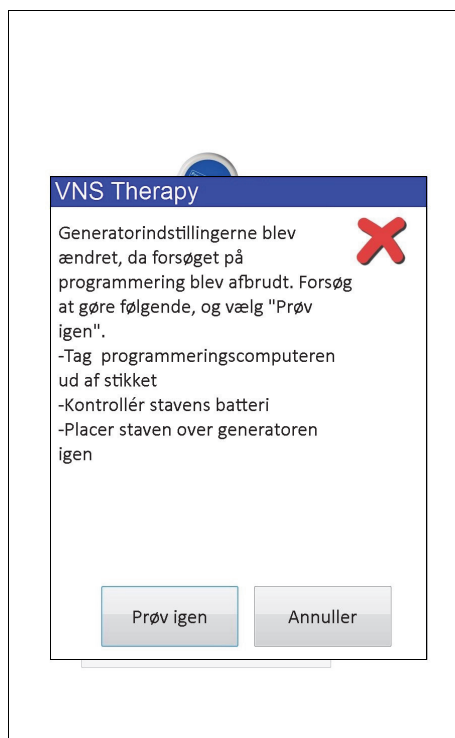 VNS Therapy
Generatorindstillingerne blev
ændret, da forsøget på
programmering blev afbrudt. Forsøg
at gøre følgende, og vælg "Prøv
igen".
-Tag  programmeringscomputeren
ud af stikket
-Kontrollér stavens batteri
-Placer staven over generatoren
igen
Prøv igen
Annuller